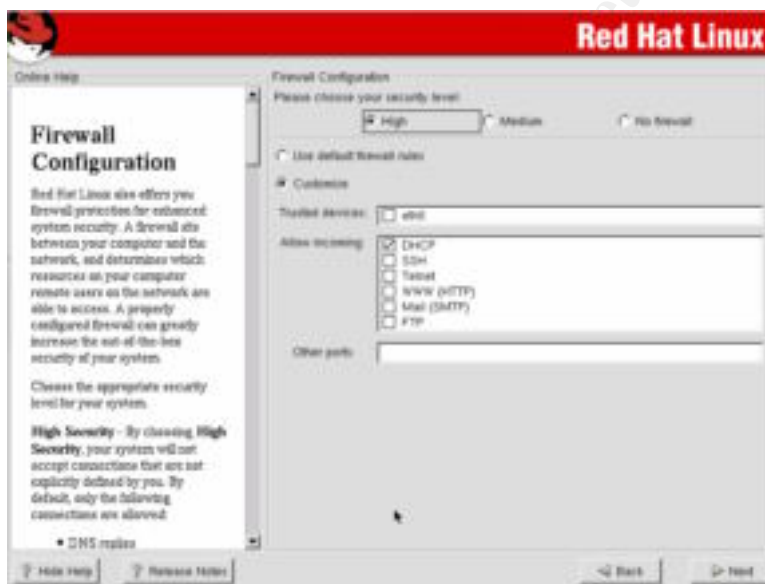 Red Hat Linux
Online Help
Firewall
Configuration
Red Hat Linux also offers you
firewall protection for enhanced
system security. A firewall sits
between your computer and the
network, and determines which
resources on your computer
remote users on the network are
able to access. A properly
configured firewall can greatly
increase the out-of-the-box
security of your system.
Choose the appropriate security
level for your system.
High Security - By choosing High
Security, your system will not
accept connections that are not
explicitly defined by you. By
default, only the following
connections are allowed:
• DNS replies
Firewall Configuration
Please choose your security level:
High Medium No firewall
Use default firewall rules
Customize
Trusted devices: eth0
Allow incoming: DHCP
SSH
Telnet
WWW (HTTP)
Mail (SMTP)
FTP
Other ports:
? Hide Help ? Release Notes Back Next